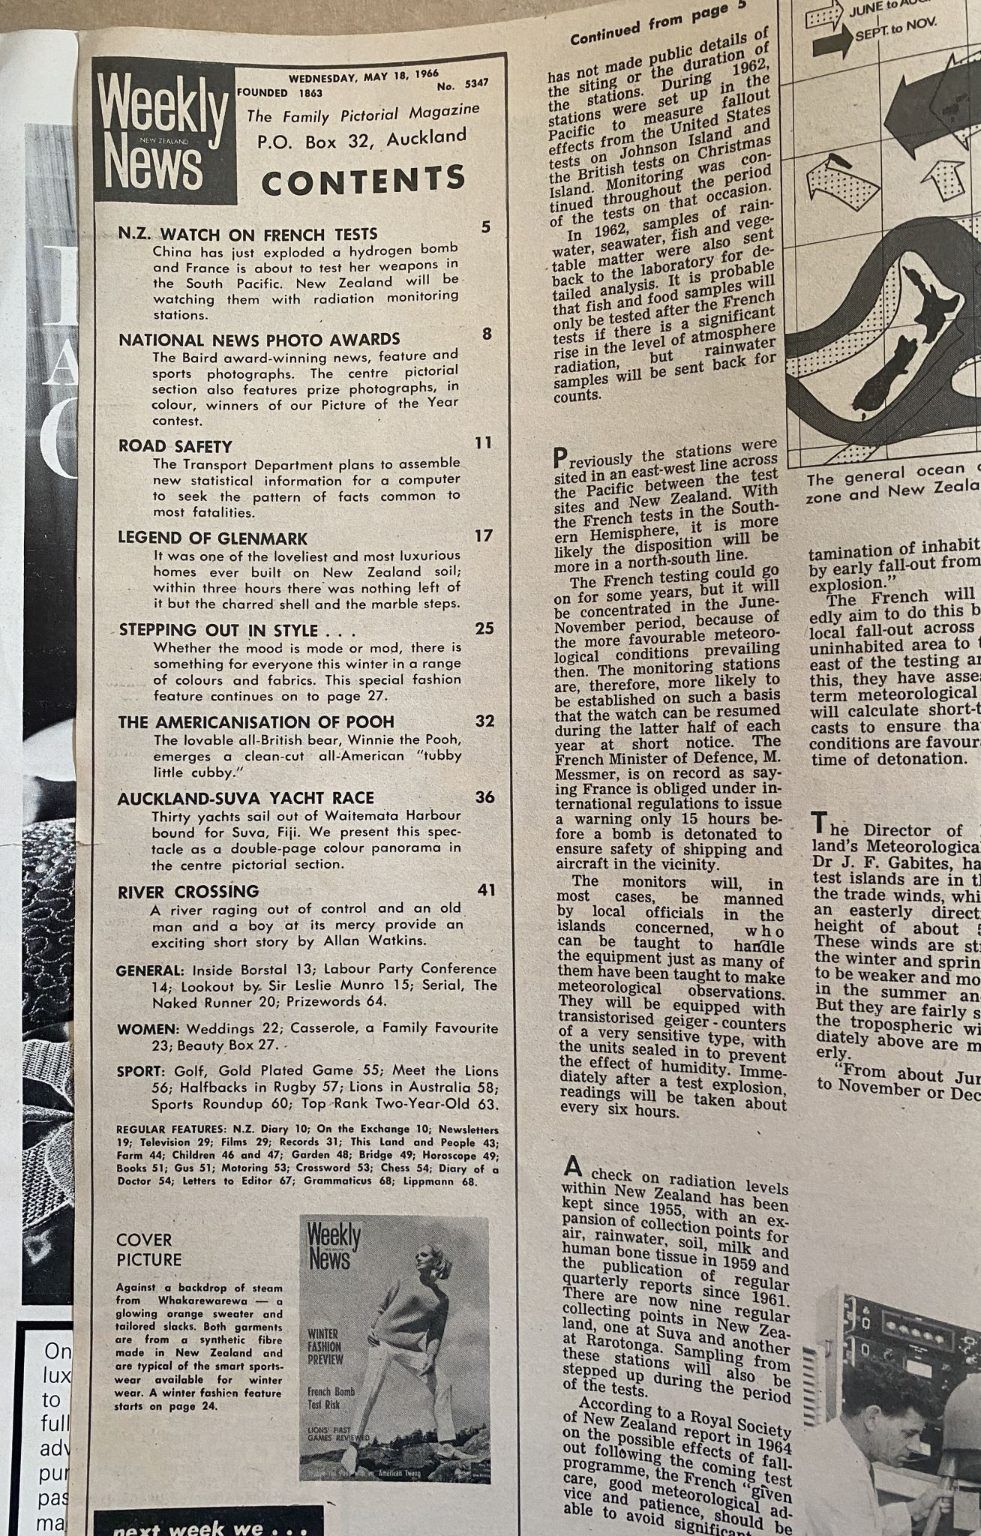 Weekly
NEW ZEALAND
News
WEDNESDAY, MAY 18, 1966
FOUNDED 1863 No. 5347
The Family Pictorial Magazine
P.O. Box 32, Auckland
CONTENTS
N.Z. WATCH ON FRENCH TESTS 5
China has just exploded a hydrogen bomb
and France is about to test her weapons in
the South Pacific. New Zealand will be
watching them with radiation monitoring
stations.
NATIONAL NEWS PHOTO AWARDS 8
The Baird award-winning news, feature and
sports photographs. The centre pictorial
section also features prize photographs, in
colour, winners of our Picture of the Year
contest.
ROAD SAFETY 11
The Transport Department plans to assemble
new statistical information for a computer
to seek the pattern of facts common to
most fatalities.
LEGEND OF GLENMARK 17
It was one of the loveliest and most luxurious
homes ever built on New Zealand soil;
within three hours there was nothing left of
it but the charred shell and the marble steps.
STEPPING OUT IN STYLE . . . 25
Whether the mood is mode or mod, there is
something for everyone this winter in a range
of colours and fabrics. This special fashion
feature continues on to page 27.
THE AMERICANISATION OF POOH 32
The lovable all-British bear, Winnie the Pooh,
emerges a clean-cut all-American "tubby
little cubby."
AUCKLAND-SUVA YACHT RACE 36
Thirty yachts sail out of Waitemata Harbour
bound for Suva, Fiji. We present this spec-
tacle as a double-page colour panorama in
the centre pictorial section.
RIVER CROSSING 41
A river raging out of control and an old
man and a boy at its mercy provide an
exciting short story by Allan Watkins.
GENERAL: Inside Borstal 13; Labour Party Conference
14; Lookout by Sir Leslie Munro 15; Serial, The
Naked Runner 20; Prizewords 64.
WOMEN: Weddings 22; Casserole, a Family Favourite
23; Beauty Box 27.
SPORT: Golf, Gold Plated Game 55; Meet the Lions
56; Halfbacks in Rugby 57; Lions in Australia 58;
Sports Roundup 60; Top Rank Two-Year-Old 63.
REGULAR FEATURES: N.Z. Diary 10; On the Exchange 10; Newsletters
19; Television 29; Films 29; Records 31; This Land and People 43;
Farm 44; Children 46 and 47; Garden 48; Bridge 49; Horoscope 49;
Books 51; Gus 51; Motoring 53; Crossword 53; Chess 54; Diary of a
Doctor 54; Letters to Editor 67; Grammaticus 68; Lippmann 68.
COVER
PICTURE
Against a backdrop of steam
from Whakarewarewa — a
glowing orange sweater and
tailored slacks. Both garments
are from a synthetic fibre
made in New Zealand and
are typical of the smart sports-
wear available for winter
wear. A winter fashion feature
starts on page 24.
Weekly
News
WINTER
FASHION
PREVIEW
French Bomb
Test Risk
LIONS' FIRST
GAMES REVIEWED
American Twang
next week we . . .
Continued from page 5
has not made public details of
the siting or the duration of
the stations. During 1962,
stations were set up in the
Pacific to measure fallout
effects from the United States
tests on Johnson Island and
the British tests on Christmas
Island. Monitoring was con-
tinued throughout the period
of the tests on that occasion.
In 1962, samples of rain-
water, seawater, fish and vege-
table matter were also sent
back to the laboratory for de-
tailed analysis. It is probable
that fish and food samples will
only be tested after the French
tests if there is a significant
rise in the level of atmosphere
radiation, but rainwater
samples will be sent back for
counts.
Previously the stations were
sited in an east-west line across
the Pacific between the test
sites and New Zealand. With
the French tests in the South-
ern Hemisphere, it is more
likely the disposition will be
more in a north-south line.
The French testing could go
on for some years, but it will
be concentrated in the June-
November period, because of
the more favourable meteoro-
logical conditions prevailing
then. The monitoring stations
are, therefore, more likely to
be established on such a basis
that the watch can be resumed
during the latter half of each
year at short notice. The
French Minister of Defence, M.
Messmer, is on record as say-
ing France is obliged under in-
ternational regulations to issue
a warning only 15 hours be-
fore a bomb is detonated to
ensure safety of shipping and
aircraft in the vicinity.
The monitors will, in
most cases, be manned
by local officials in the
islands concerned, who
can be taught to handle
the equipment just as many of
them have been taught to make
meteorological observations.
They will be equipped with
transistorised geiger-counters
of a very sensitive type, with
the units sealed in to prevent
the effect of humidity. Imme-
diately after a test explosion,
readings will be taken about
every six hours.
A check on radiation levels
within New Zealand has been
kept since 1955, with an ex-
pansion of collection points for
air, rainwater, soil, milk and
human bone tissue in 1959 and
the publication of regular
quarterly reports since 1961.
There are now nine regular
collecting points in New Zea-
land, one at Suva and another
at Rarotonga. Sampling from
these stations will also be
stepped up during the period
of the tests.
According to a Royal Society
of New Zealand report in 1964
on the possible effects of fall-
out following the coming test
programme, the French "given
care, good meteorological ad-
vice and patience, should be
able to avoid significant
JUNE to AUG.
SEPT. to NOV.
The general ocean
zone and New Zeala
tamination of inhabit
by early fall-out from
explosion."
The French will
edly aim to do this b
local fall-out across
uninhabited area to t
east of the testing ar
this, they have asse
term meteorological
will calculate short-t
casts to ensure tha
conditions are favour
time of detonation.
The Director of
land's Meteorological
Dr J. F. Gabites, ha
test islands are in th
the trade winds, whi
an easterly direct
height of about
These winds are st
the winter and sprin
to be weaker and mo
in the summer an
But they are fairly s
the tropospheric wi
diately above are m
erly.
"From about Jun
to November or Dec
On
lux
to
full
adv
pur
pas
ma